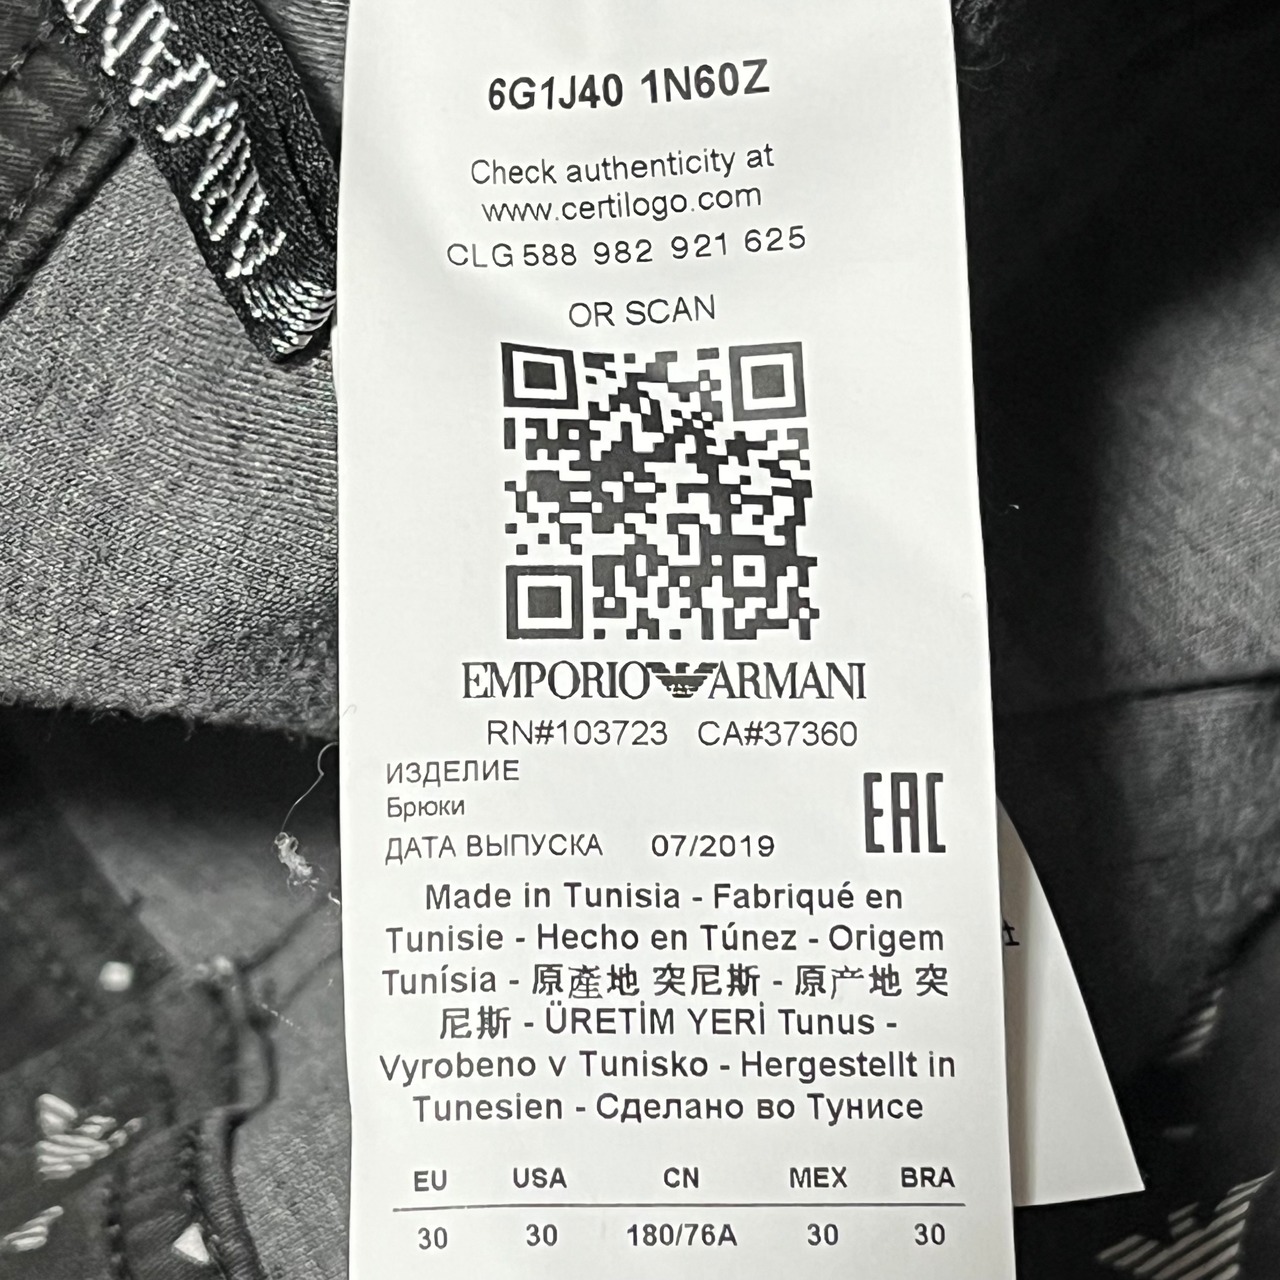 6G1J40 1N60Z
Check authenticity at
www.certilogo.com
CLG 588 982 921 625
OR SCAN
EMPORIO ARMANI
RN#103723 CA#37360
ИЗДЕЛИЕ
Брюки
ДАТА ВЫПУСКА 07/2019
EAC
Made in Tunisia - Fabriqué en
Tunisie - Hecho en Túnez - Origem
Tunísia - 原產地 突尼斯 - 原产地 突
尼斯 - ÜRETİM YERİ Tunus -
Vyrobeno v Tunisko - Hergestellt in
Tunesien - Сделано во Тунисе
EU USA CN MEX BRA
30 30 180/76A 30 30